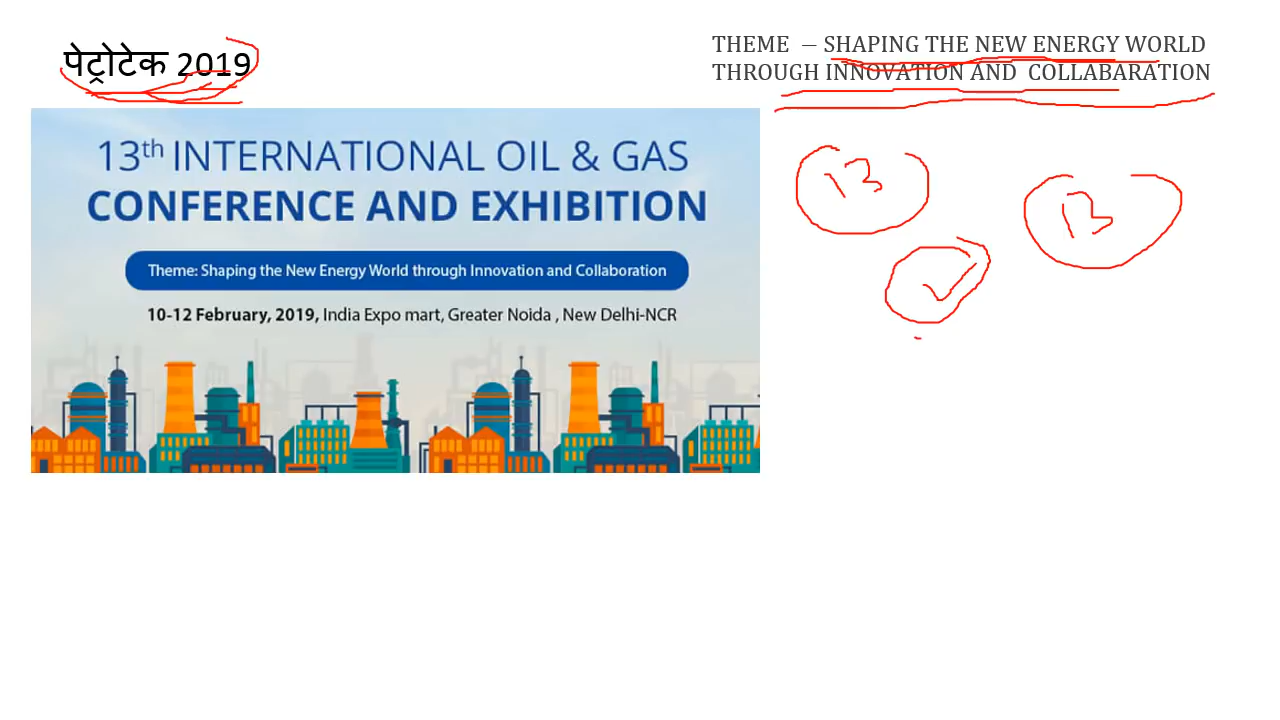 पेट्रोटेक 2019
THEME – SHAPING THE NEW ENERGY WORLD
THROUGH INNOVATION AND COLLABARATION
13th INTERNATIONAL OIL & GAS
CONFERENCE AND EXHIBITION
Theme: Shaping the New Energy World through Innovation and Collaboration
10-12 February, 2019, India Expo mart, Greater Noida , New Delhi-NCR
13
13